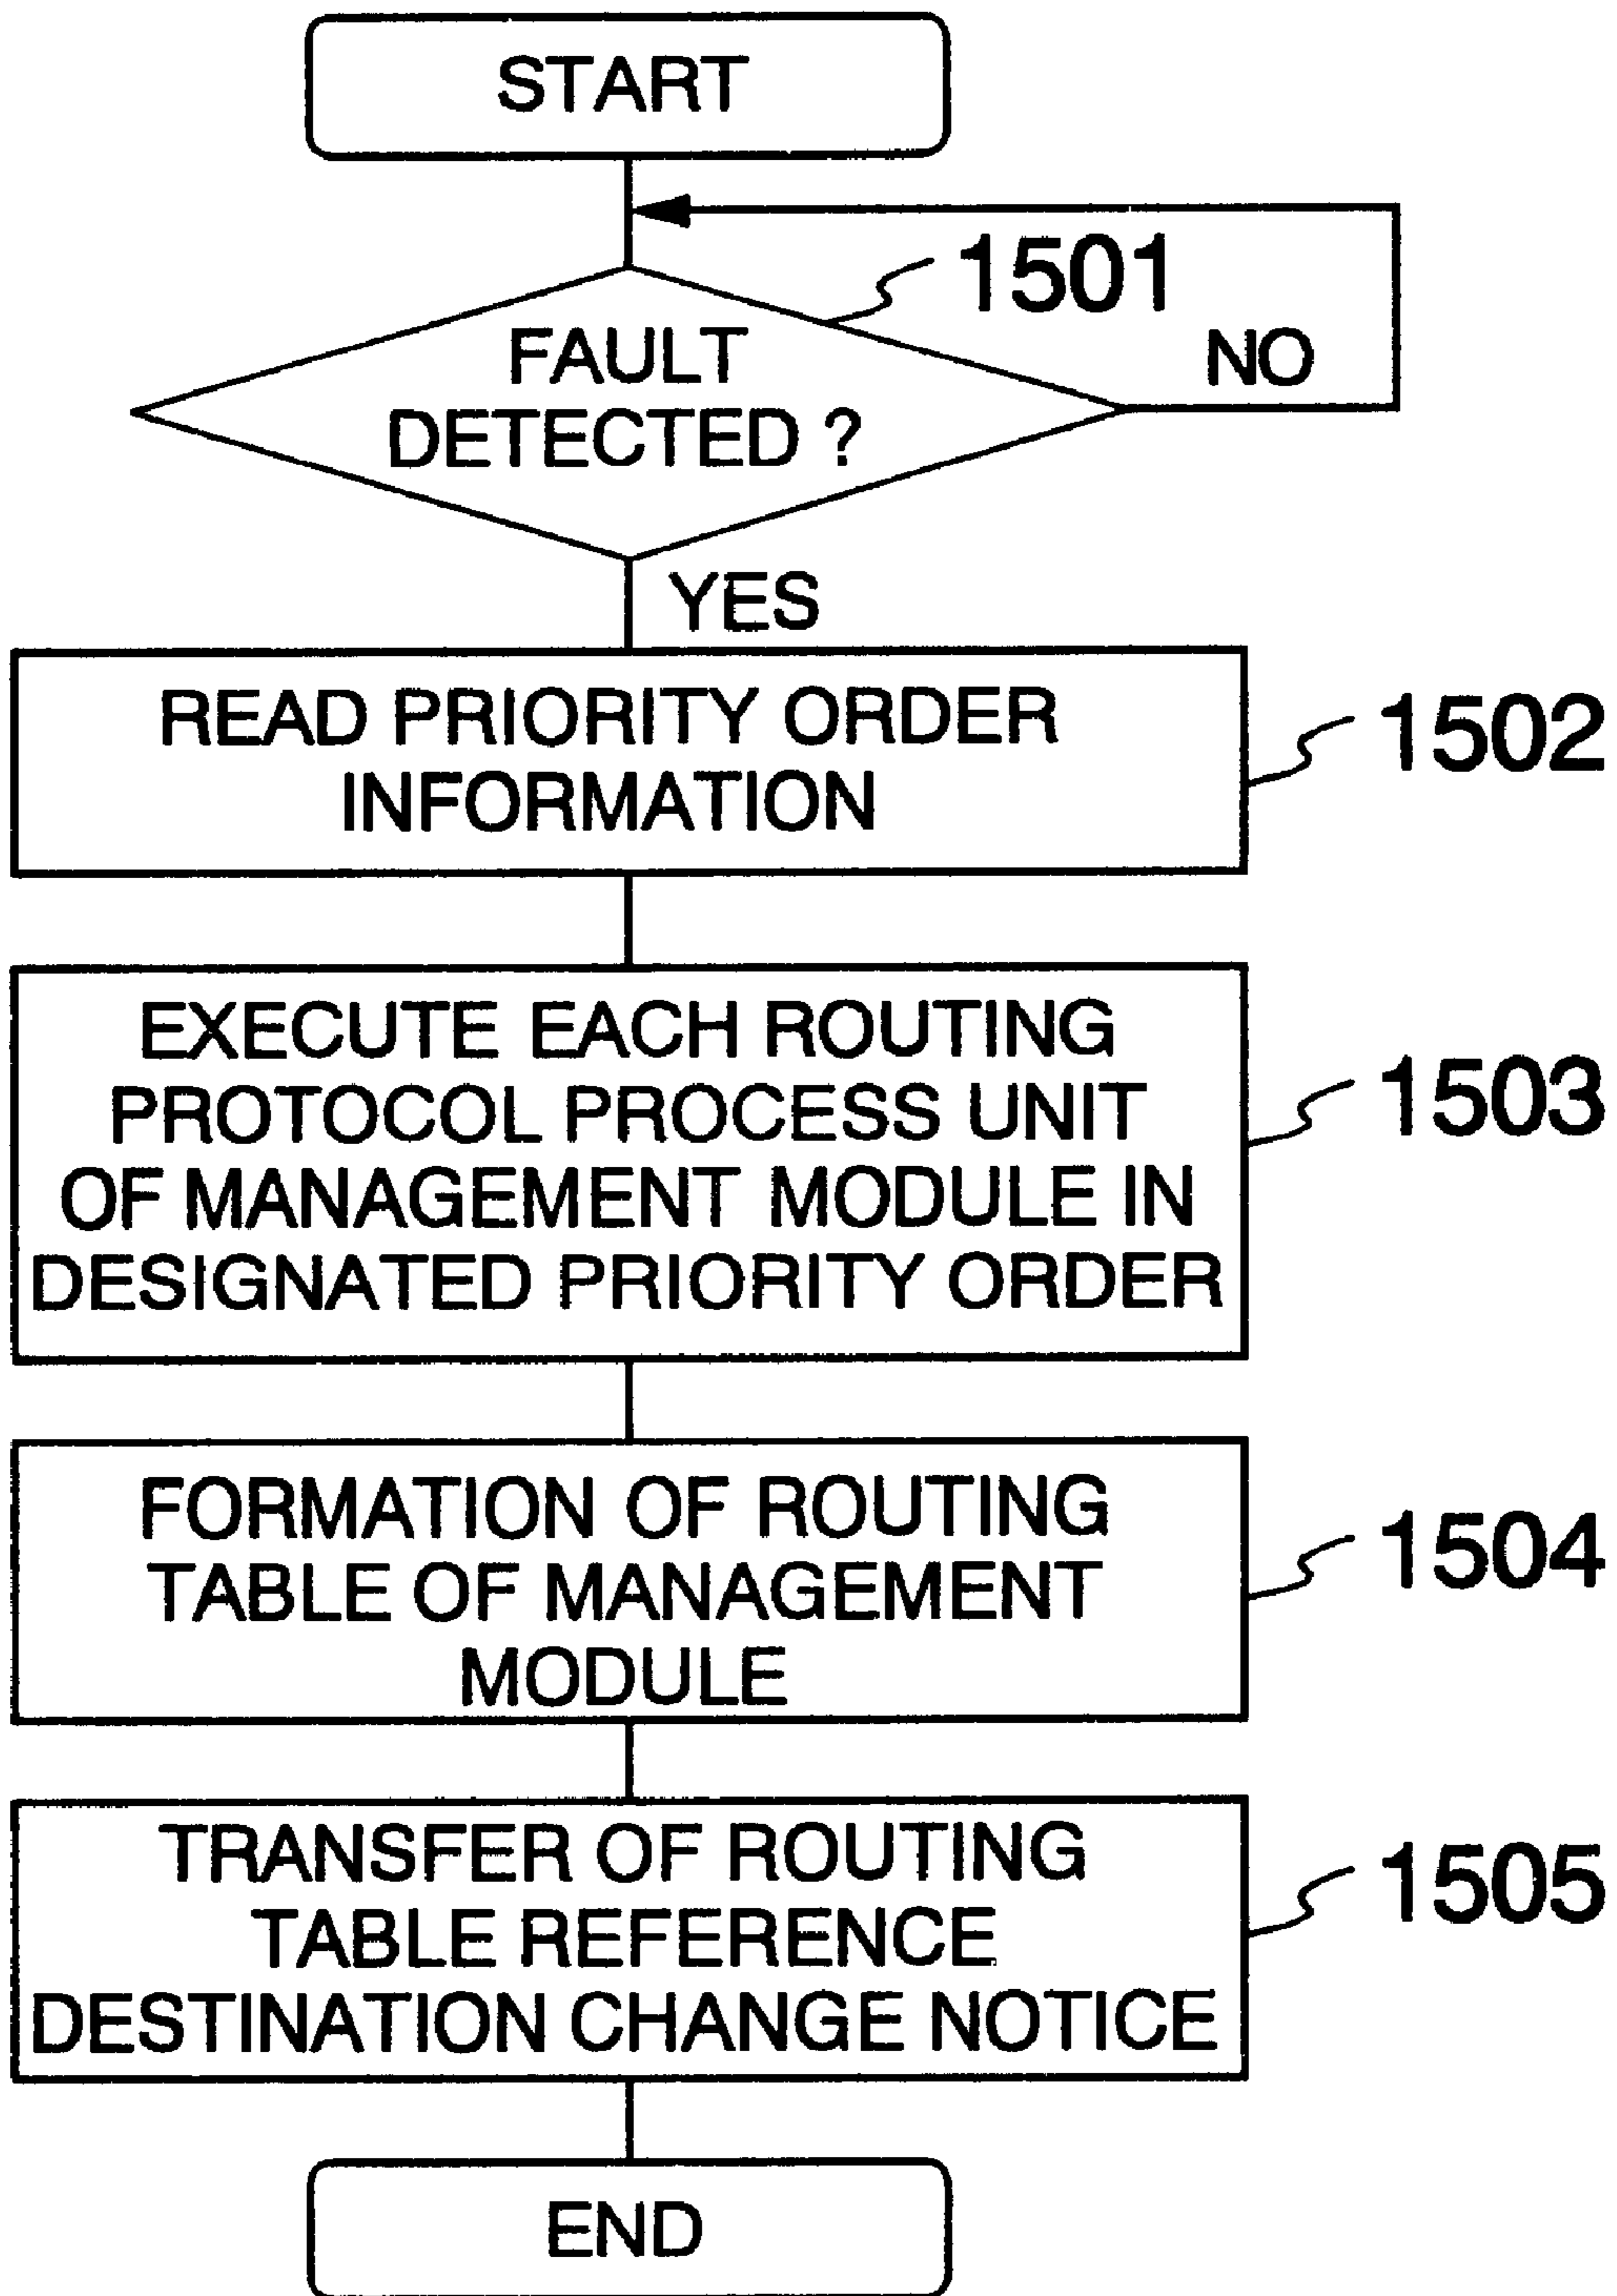 START
1501
FAULT
DETECTED ?
NO
YES
READ PRIORITY ORDER
INFORMATION
1502
EXECUTE EACH ROUTING
PROTOCOL PROCESS UNIT
OF MANAGEMENT MODULE IN
DESIGNATED PRIORITY ORDER
1503
FORMATION OF ROUTING
TABLE OF MANAGEMENT
MODULE
1504
TRANSFER OF ROUTING
TABLE REFERENCE
DESTINATION CHANGE NOTICE
1505
END